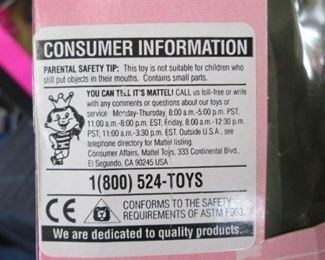 CONSUMER INFORMATION
PARENTAL SAFETY TIP: This toy is not suitable for children who
still put objects in their mouths. Contains small parts.
YOU CAN TELL IT'S MATTEL! CALL us toll-free or write
with any comments or questions about our toys or
service. Monday-Thursday, 8:00 am.-5:00 pm. PST,
11:00 a.m.-8:00 p.m. EST, Friday, 8:00 a.m.-12:30 p.m.
PST; 11:00 a.m.-3:30 p.m. EST. Outside U.S.A., see
telephone directory for Mattel listing.
Consumer Affairs, Mattel Toys, 333 Continental Blvd.,
El Segundo, CA 90245 USA
1(800) 524-TOYS
CE
CONFORMS TO THE SAFETY
REQUIREMENTS OF ASTM F963.
We are dedicated to quality products.